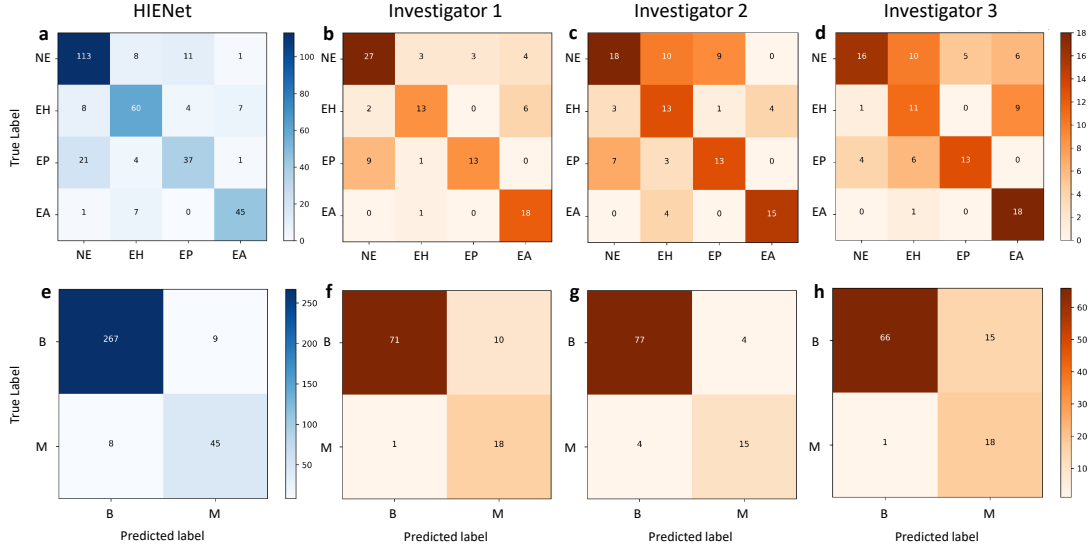 HIENet Investigator 1 Investigator 2 Investigator 3
a b c d
NE 113 8 11 1 100 27 3 3 4 18 10 9 0 16 10 5 6 18
EH 8 60 4 7 80 2 13 0 6 3 13 1 4 1 11 0 9 16
EP 21 4 37 1 60 9 1 13 0 7 3 13 0 4 6 13 0 14
EA 1 7 0 45 40 0 1 0 18 0 4 0 15 0 1 0 18 12
True Label 20 10
0 8
6
4
2
0
NE EH EP EA NE EH EP EA NE EH EP EA NE EH EP EA
e f g h
B 267 9 250 71 10 77 4 66 15 60
M 8 45 200 1 18 4 15 1 18 50
True Label 150 40
100 30
50 20
10
B M B M B M B M
Predicted label Predicted label Predicted label Predicted label